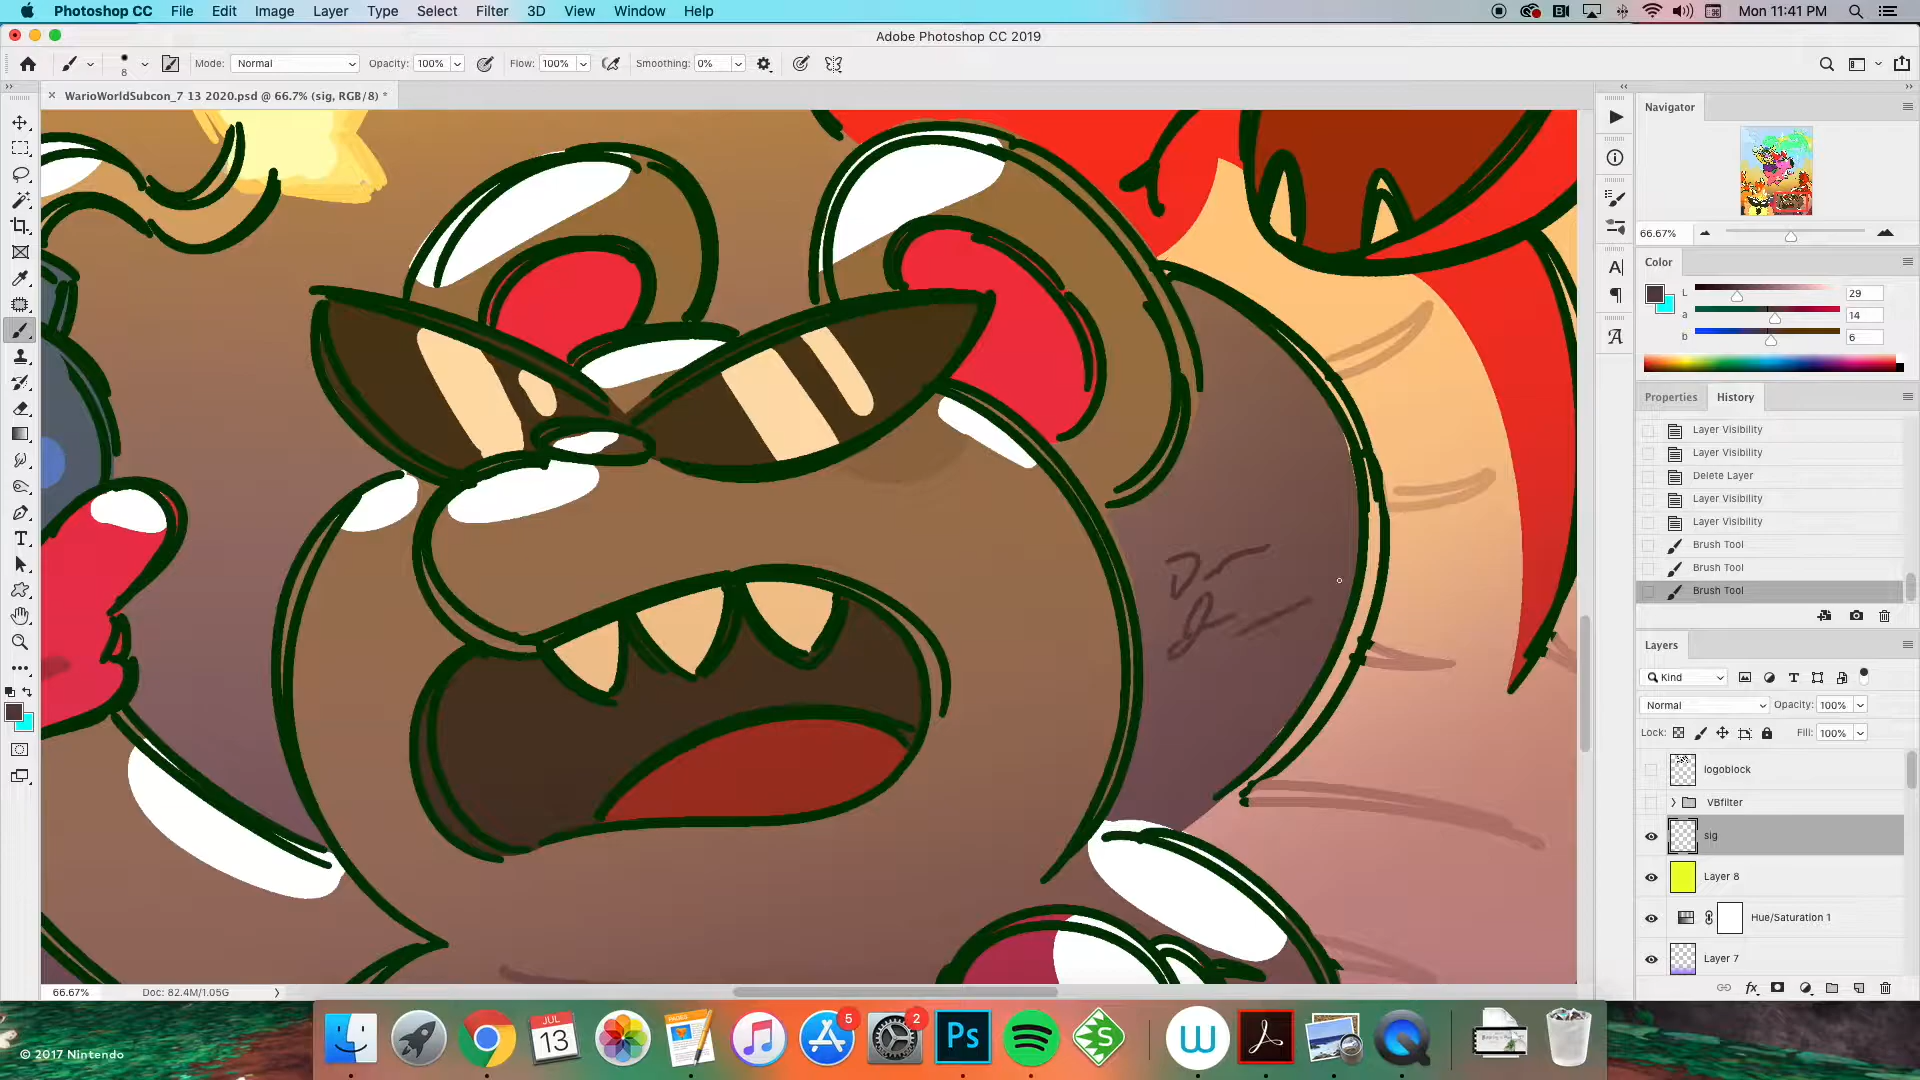 Photoshop CC File Edit Image Layer Type Select Filter 3D View Window Help Mon 11:41 PM
Adobe Photoshop CC 2019
8 Mode: Normal Opacity: 100% Flow: 100% Smoothing: 0%
WarioWorldSubcon_7 13 2020.psd @ 66.7% (sig, RGB/8) *
Navigator
66.67%
Color
L 29
a 14
b 6
Properties History
Layer Visibility
Layer Visibility
Delete Layer
Layer Visibility
Layer Visibility
Brush Tool
Brush Tool
Brush Tool
Layers
Kind
Normal Opacity: 100%
Lock: Fill: 100%
logoblock
VBfilter
sig
Layer 8
Hue/Saturation 1
Layer 7
66.67% Doc: 82.4M/1.05G
JUL
13
PAGES
5
2
Ps
© 2017 Nintendo